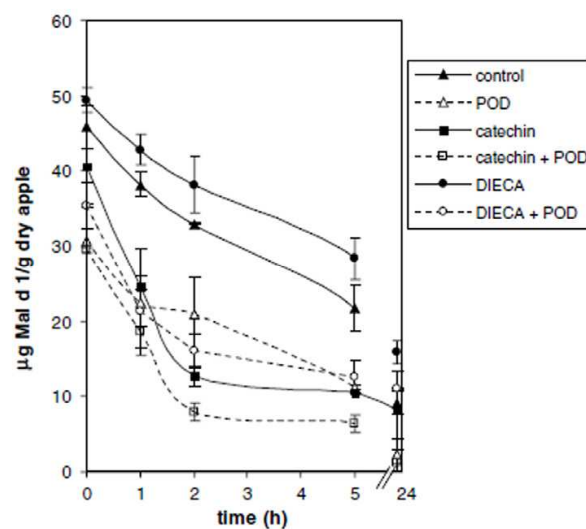 60
50
40
30
20
10
0
µg Mal d 1/g dry apple
0 1 2 3 4 5 24
time (h)
control
POD
catechin
catechin + POD
DIECA
DIECA + POD